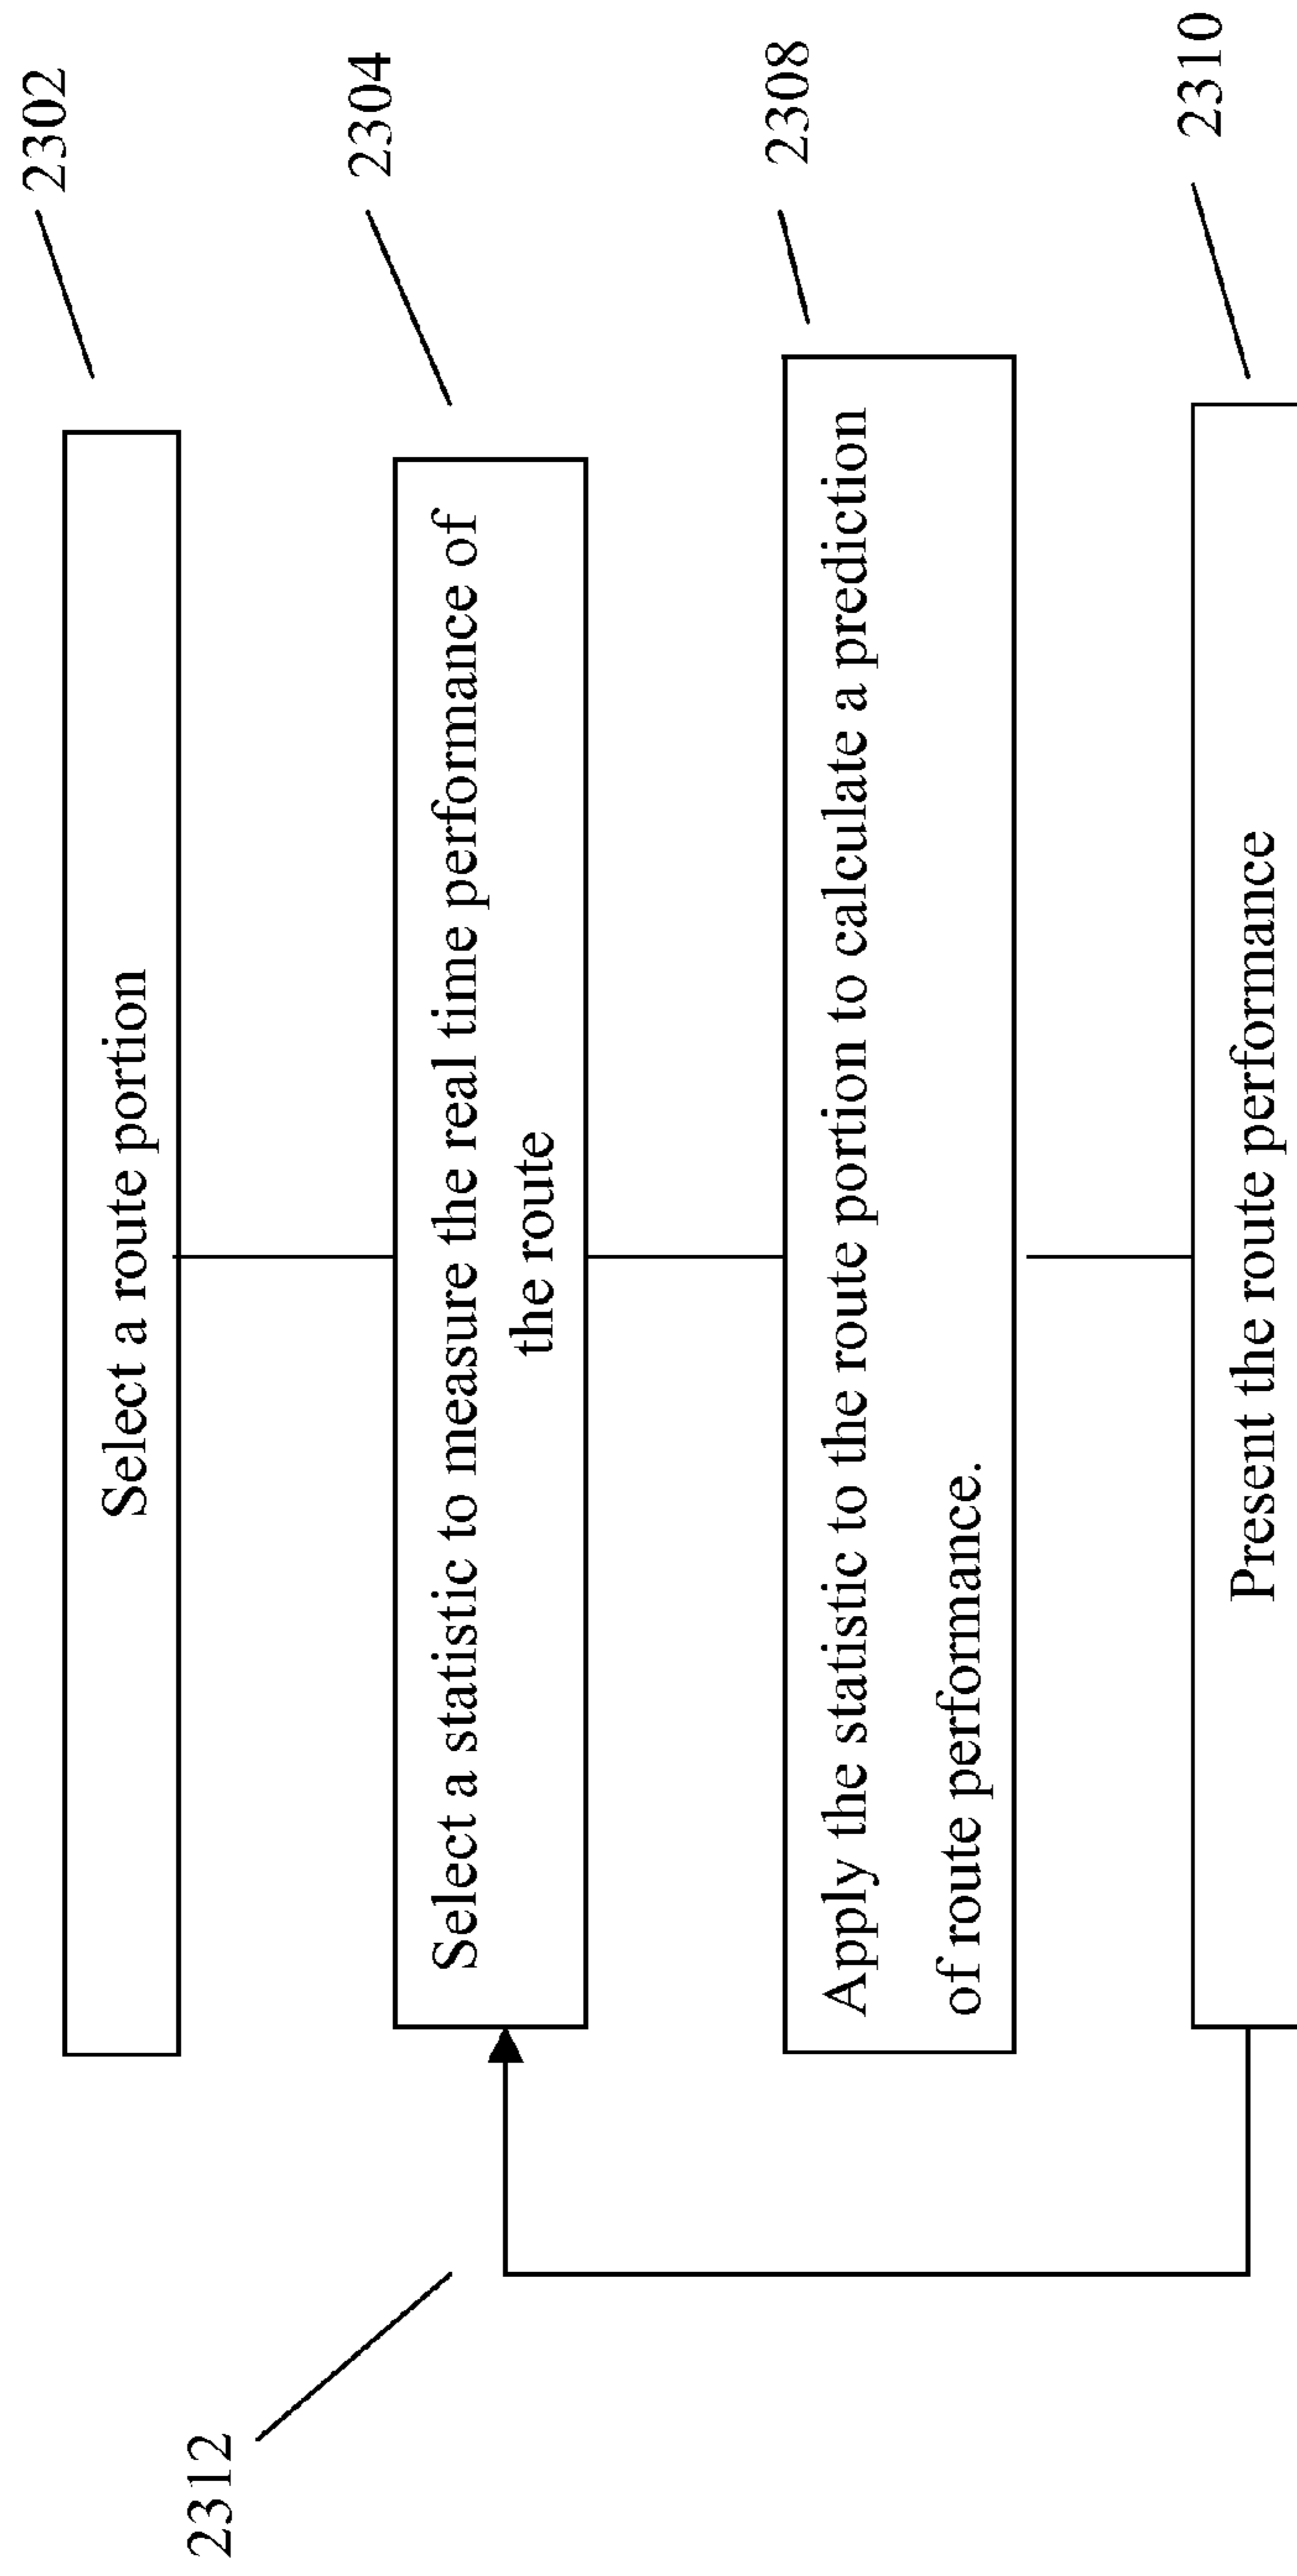 2302
Select a route portion
2304
Select a statistic to measure the real time performance of
the route
2308
Apply the statistic to the route portion to calculate a prediction
of route performance.
2310
Present the route performance
2312